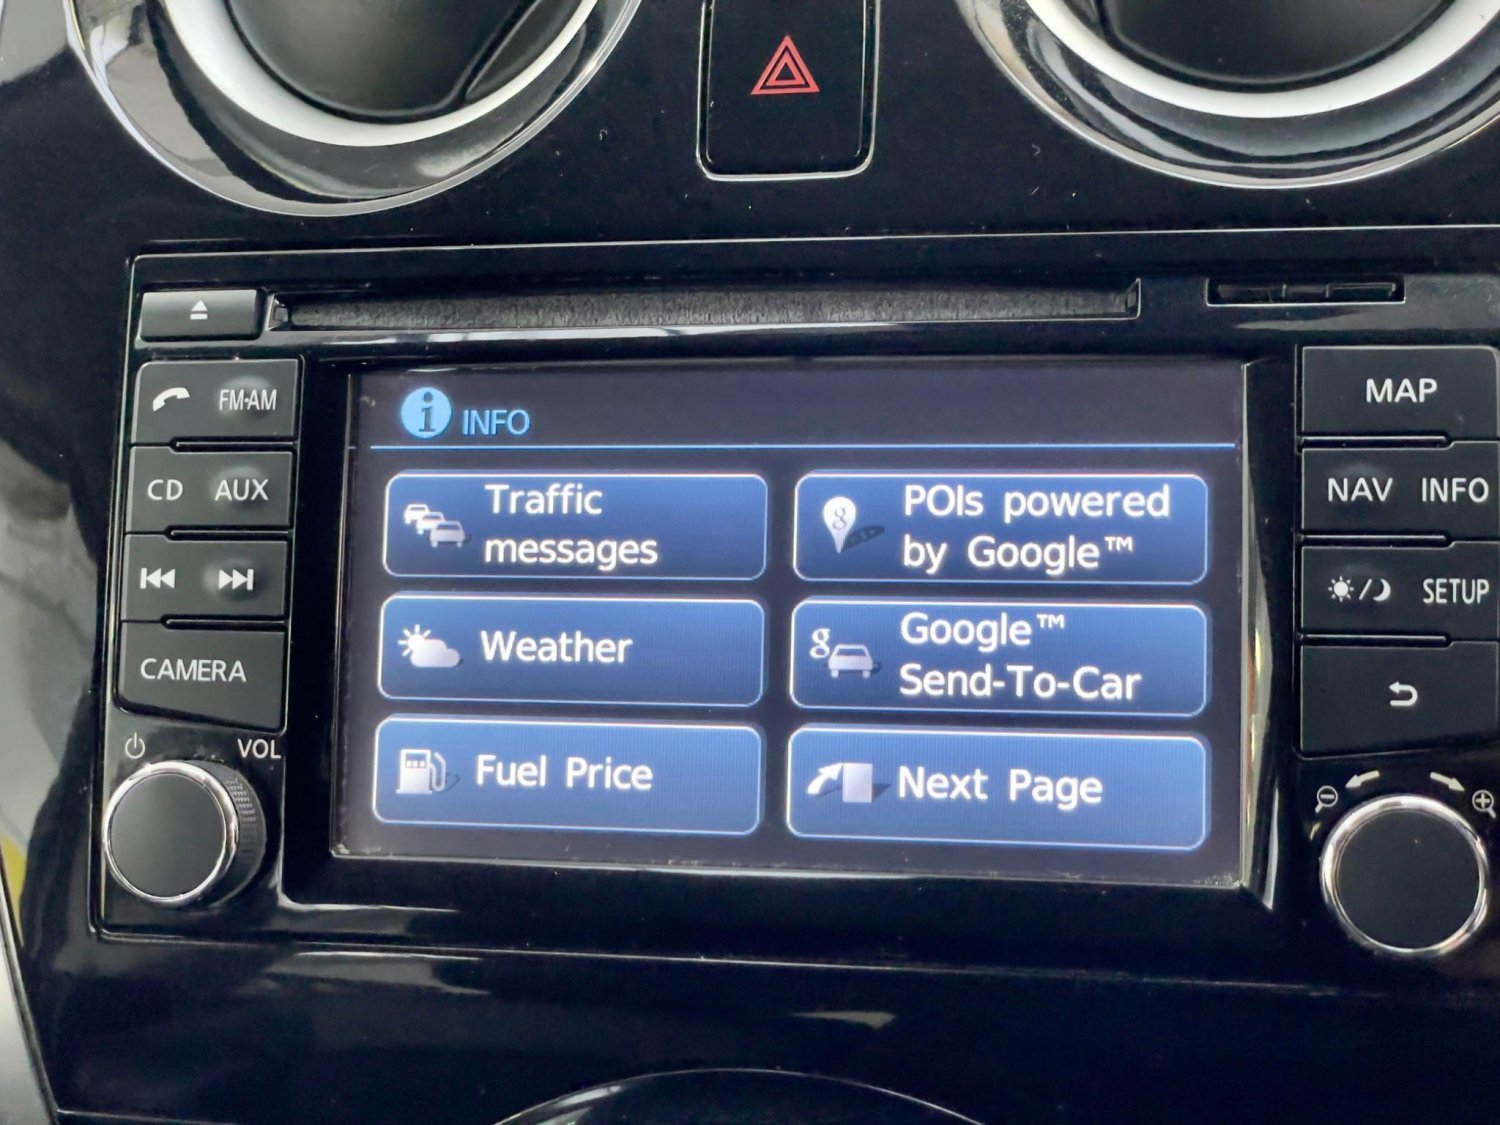 FM·AM
CD AUX
CAMERA
VOL
INFO
Traffic
messages
POIs powered
by Google™
Weather
g
Google™
Send-To-Car
Fuel Price
Next Page
MAP
NAV INFO
SETUP